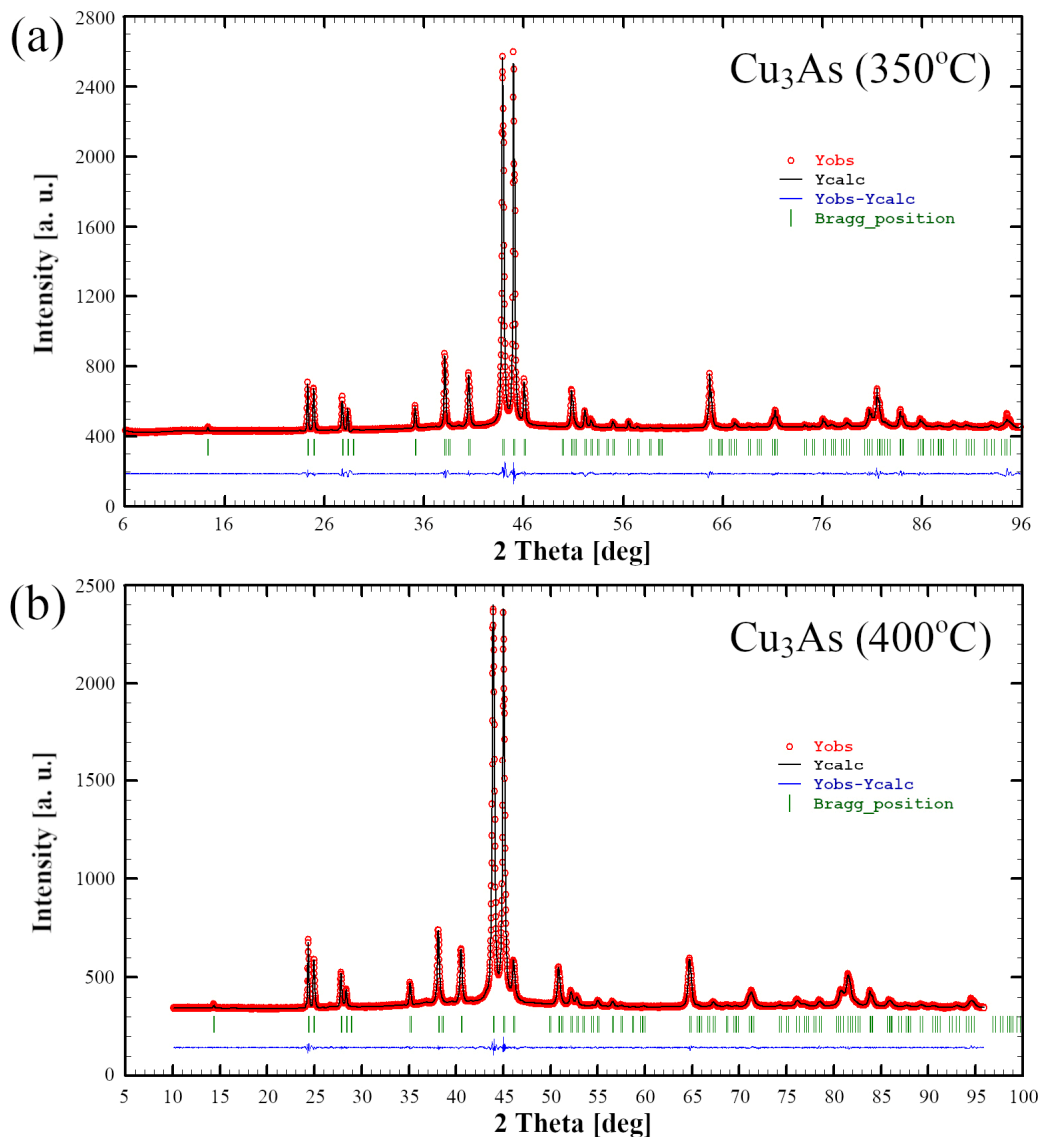 (a)
Cu₃As (350°C)
Yobs
Ycalc
Yobs-Ycalc
Bragg_position
Intensity [a. u.]
2800
2400
2000
1600
1200
800
400
0
6 16 26 36 46 56 66 76 86 96
2 Theta [deg]
(b)
Cu₃As (400°C)
Yobs
Ycalc
Yobs-Ycalc
Bragg_position
Intensity [a. u.]
2500
2000
1500
1000
500
0
5 10 15 20 25 30 35 40 45 50 55 60 65 70 75 80 85 90 95 100
2 Theta [deg]